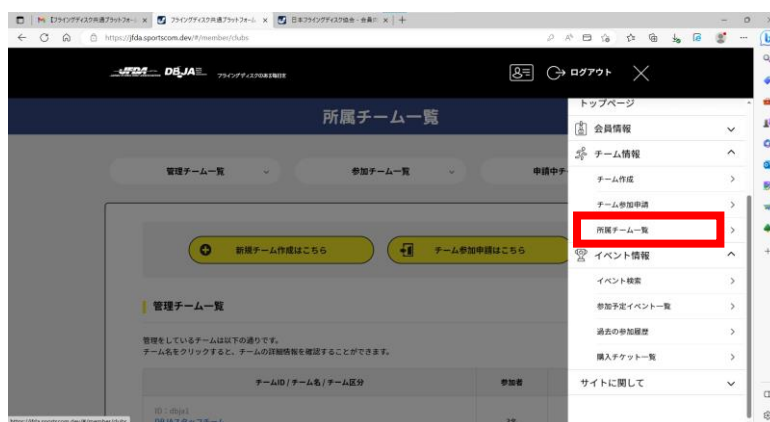 【フライングディスク共通プラットフォー
フライングディスク共通プラットフォーム
日本フライングディスク協会 - 会員の
https://jfda.sportscom.dev/#/member/clubs
JFDA DBJA フライングディスクのある毎日を
ログアウト
所属チーム一覧
トップページ
会員情報
チーム情報
チーム作成
チーム参加申請
所属チーム一覧
イベント情報
イベント検索
参加予定イベント一覧
過去の参加履歴
購入チケット一覧
サイトに関して
管理チーム一覧
参加チーム一覧
申請中チ
新規チーム作成はこちら
チーム参加申請はこちら
管理チーム一覧
管理をしているチームは以下の通りです。
チーム名をクリックすると、チームの詳細情報を確認することができます。
チームID / チーム名 / チーム区分
参加者
ID : dbja1
https://jfda.sportscom.dev/#/member/clubs